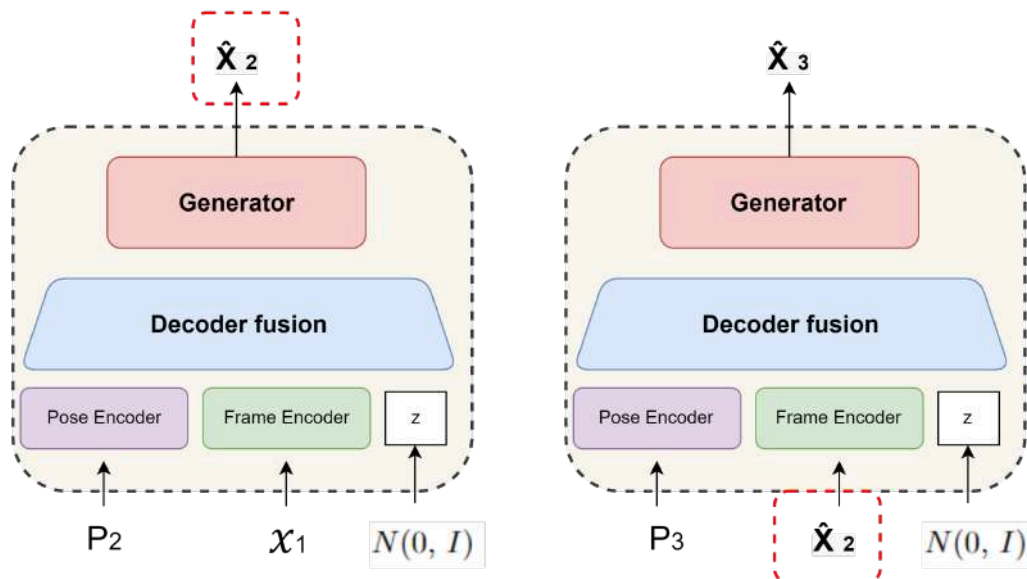 X̂ 2
X̂ 3
Generator
Generator
Decoder fusion
Decoder fusion
Pose Encoder
Frame Encoder
z
Pose Encoder
Frame Encoder
z
P2
x1
N(0, I)
P3
X̂ 2
N(0, I)